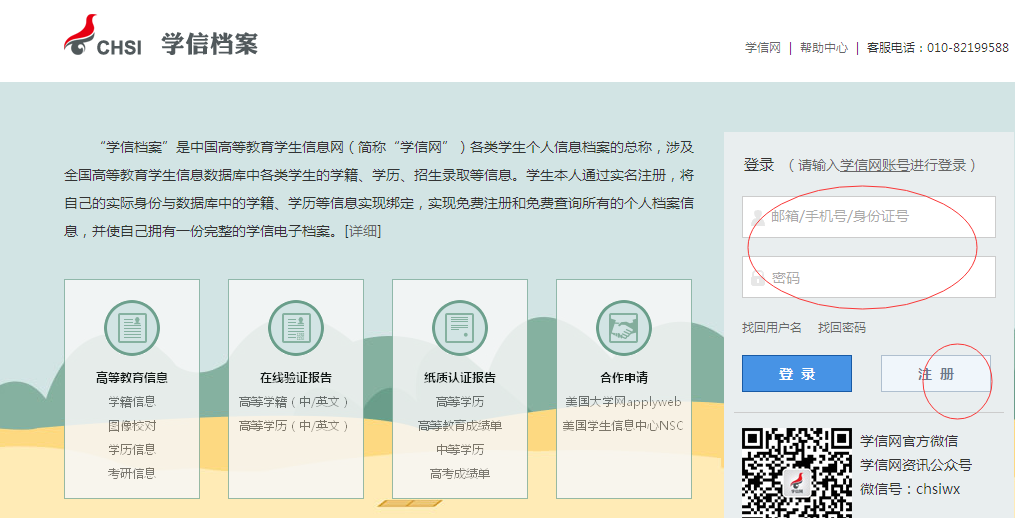 CHSI 学信档案
学信网 | 帮助中心 | 客服电话：010-82199588
“学信档案”是中国高等教育学生信息网（简称“学信网”）各类学生个人信息档案的总称，涉及
全国高等教育学生信息数据库中各类学生的学籍、学历、招生录取等信息。学生本人通过实名注册，将
自己的实际身份与数据库中的学籍、学历等信息实现绑定，实现免费注册和免费查询所有的个人档案信
息，并使自己拥有一份完整的学信电子档案。[详细]
高等教育信息
学籍信息
图像校对
学历信息
考研信息
在线验证报告
高等学籍（中/英文）
高等学历（中/英文）
纸质认证报告
高等学历
高等教育成绩单
中等学历
高考成绩单
合作申请
美国大学网applyweb
美国学生信息中心NSC
登录 （请输入学信网账号进行登录）
邮箱/手机号/身份证号
密码
找回用户名 找回密码
登 录 注 册
学信网
学信网官方微信
学信网资讯公众号
微信号：chsiwx